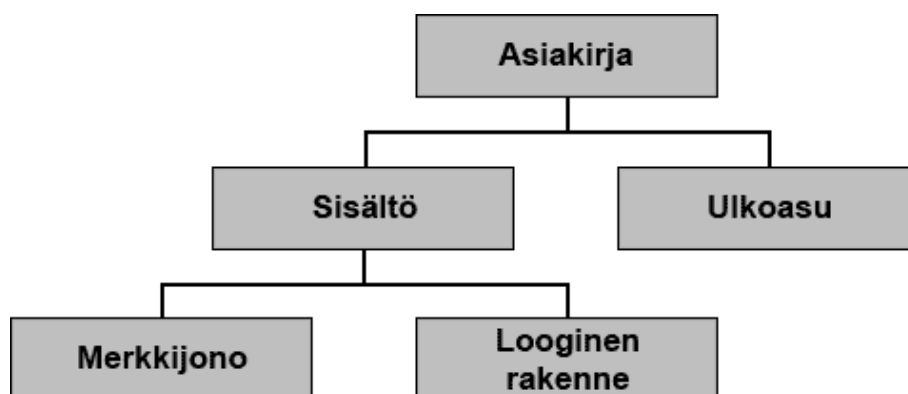 Asiakirja
Sisältö
Ulkoasu
Merkkijono
Looginen
rakenne